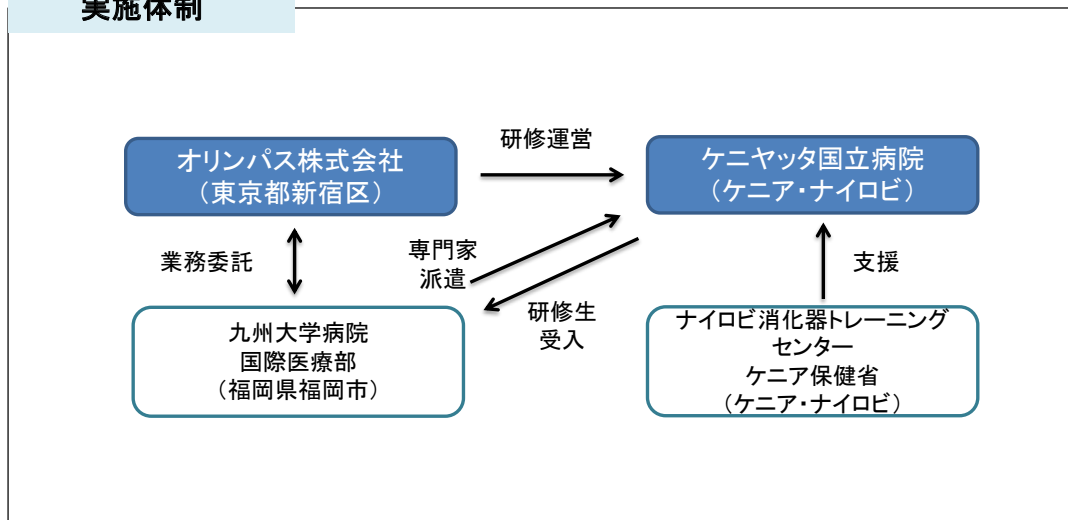 実施体制
研修運営
オリンパス株式会社
（東京都新宿区）
ケニヤッタ国立病院
（ケニア・ナイロビ）
業務委託
専門家
派遣
支援
研修生
受入
九州大学病院
国際医療部
（福岡県福岡市）
ナイロビ消化器トレーニング
センター
ケニア保健省
（ケニア・ナイロビ）